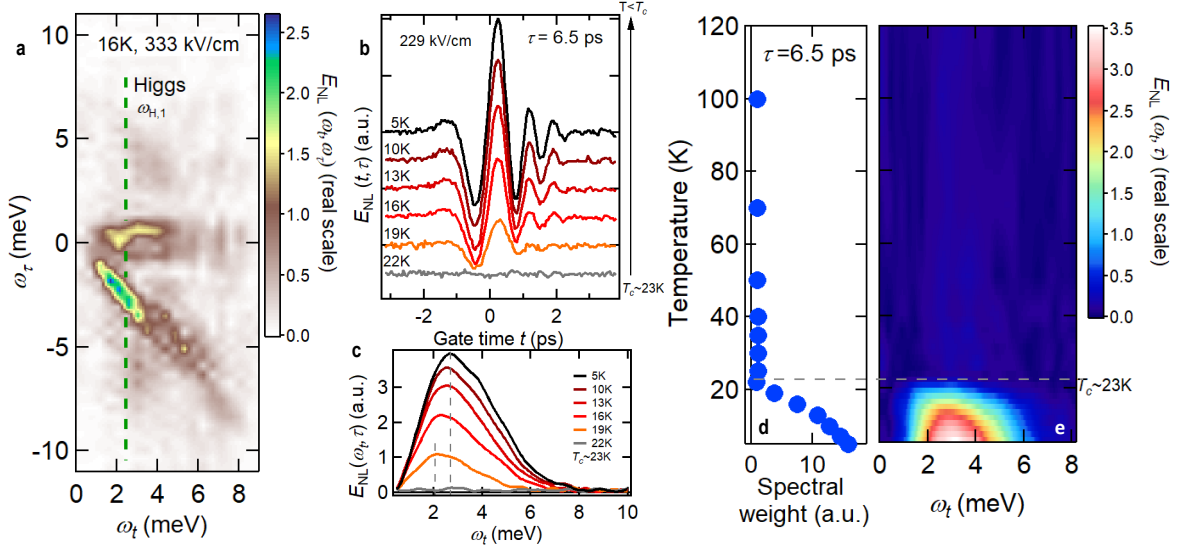 a
16K, 333 kV/cm
Higgs
ω_H,1
5
0
-5
-10
ω_τ (meV)
0
2
4
6
8
ω_t (meV)
2.5
2.0
1.5
1.0
0.5
0.0
E_NL (ω_t, ω_τ) (real scale)
b
229 kV/cm
τ = 6.5 ps
T<T_c
5K
10K
13K
16K
19K
22K
T_c~23K
E_NL (t, τ) (a.u.)
-2
0
2
Gate time t (ps)
c
3
2
1
0
E_NL(ω_t, τ) (a.u.)
5K
10K
13K
16K
19K
22K
T_c~23K
2
4
6
8
10
ω_t (meV)
τ = 6.5 ps
120
100
80
60
40
20
Temperature (K)
d
0
10
Spectral
weight (a.u.)
T_c~23K
e
0
2
4
6
8
ω_t (meV)
3.5
3.0
2.5
2.0
1.5
1.0
0.5
0.0
E_NL (ω_t, τ) (real scale)